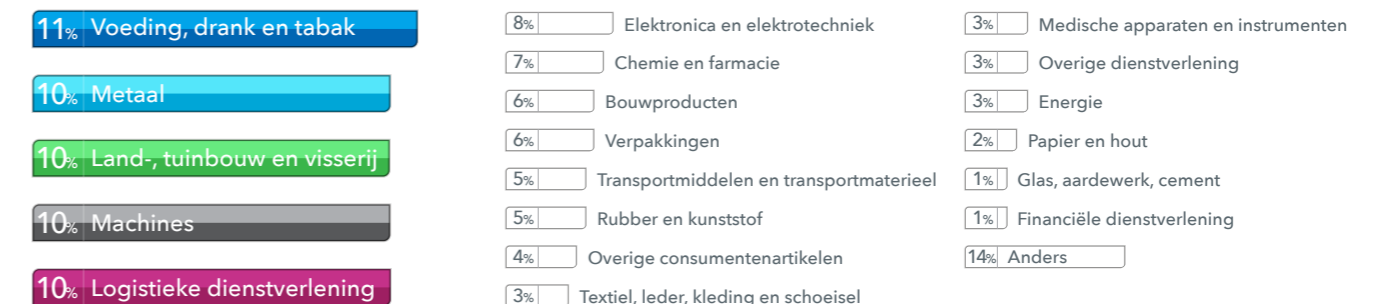 11% Voeding, drank en tabak
10% Metaal
10% Land-, tuinbouw en visserij
10% Machines
10% Logistieke dienstverlening
8% Elektronica en elektrotechniek
7% Chemie en farmacie
6% Bouwproducten
6% Verpakkingen
5% Transportmiddelen en transportmaterieel
5% Rubber en kunststof
4% Overige consumentenartikelen
3% Textiel, leder, kleding en schoeisel
3% Medische apparaten en instrumenten
3% Overige dienstverlening
3% Energie
2% Papier en hout
1% Glas, aardewerk, cement
1% Financiële dienstverlening
14% Anders